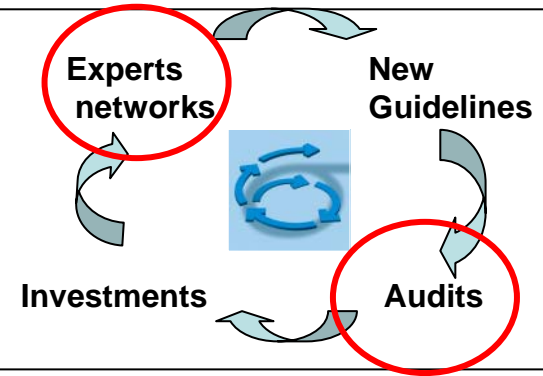 Experts
networks
New
Guidelines
Investments
Audits